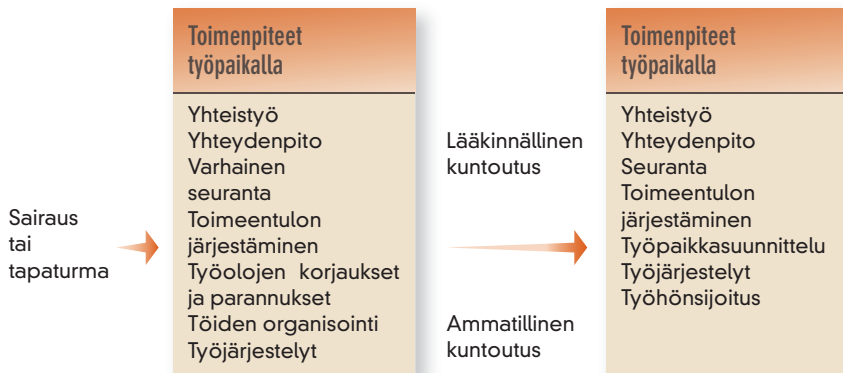 Sairaus
tai
tapaturma
Toimenpiteet
työpaikalla
Yhteistyö
Yhteydenpito
Varhainen
seuranta
Toimeentulon
järjestäminen
Työolojen korjaukset
ja parannukset
Töiden organisointi
Työjärjestelyt
Lääkinnällinen
kuntoutus
Ammatillinen
kuntoutus
Toimenpiteet
työpaikalla
Yhteistyö
Yhteydenpito
Seuranta
Toimeentulon
järjestäminen
Työpaikkasuunnittelu
Työjärjestelyt
Työhönsijoitus